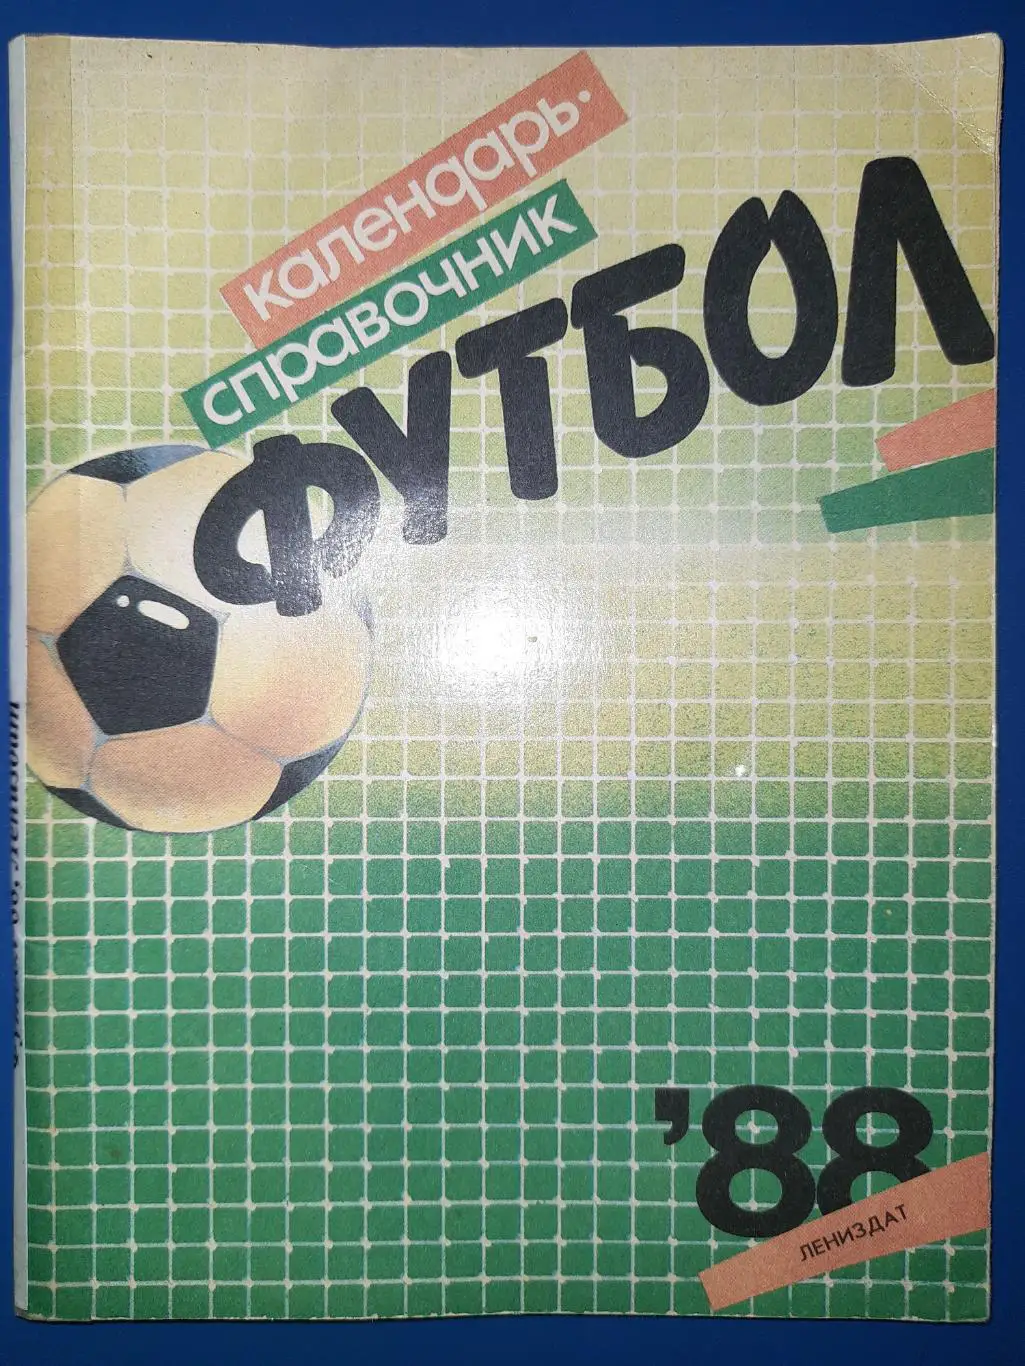 календарь·
справочник
ФУТБОЛ
'88
ЛЕНИЗДАТ